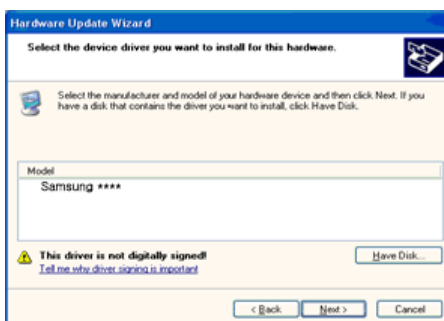 Hardware Update Wizard
Select the device driver you want to install for this hardware.
Select the manufacturer and model of your hardware device and then click Next. If you
have a disk that contains the driver you want to install, click Have Disk.
Model
Samsung ****
This driver is not digitally signed!
Tell me why driver signing is important
Have Disk...
< Back
Next >
Cancel